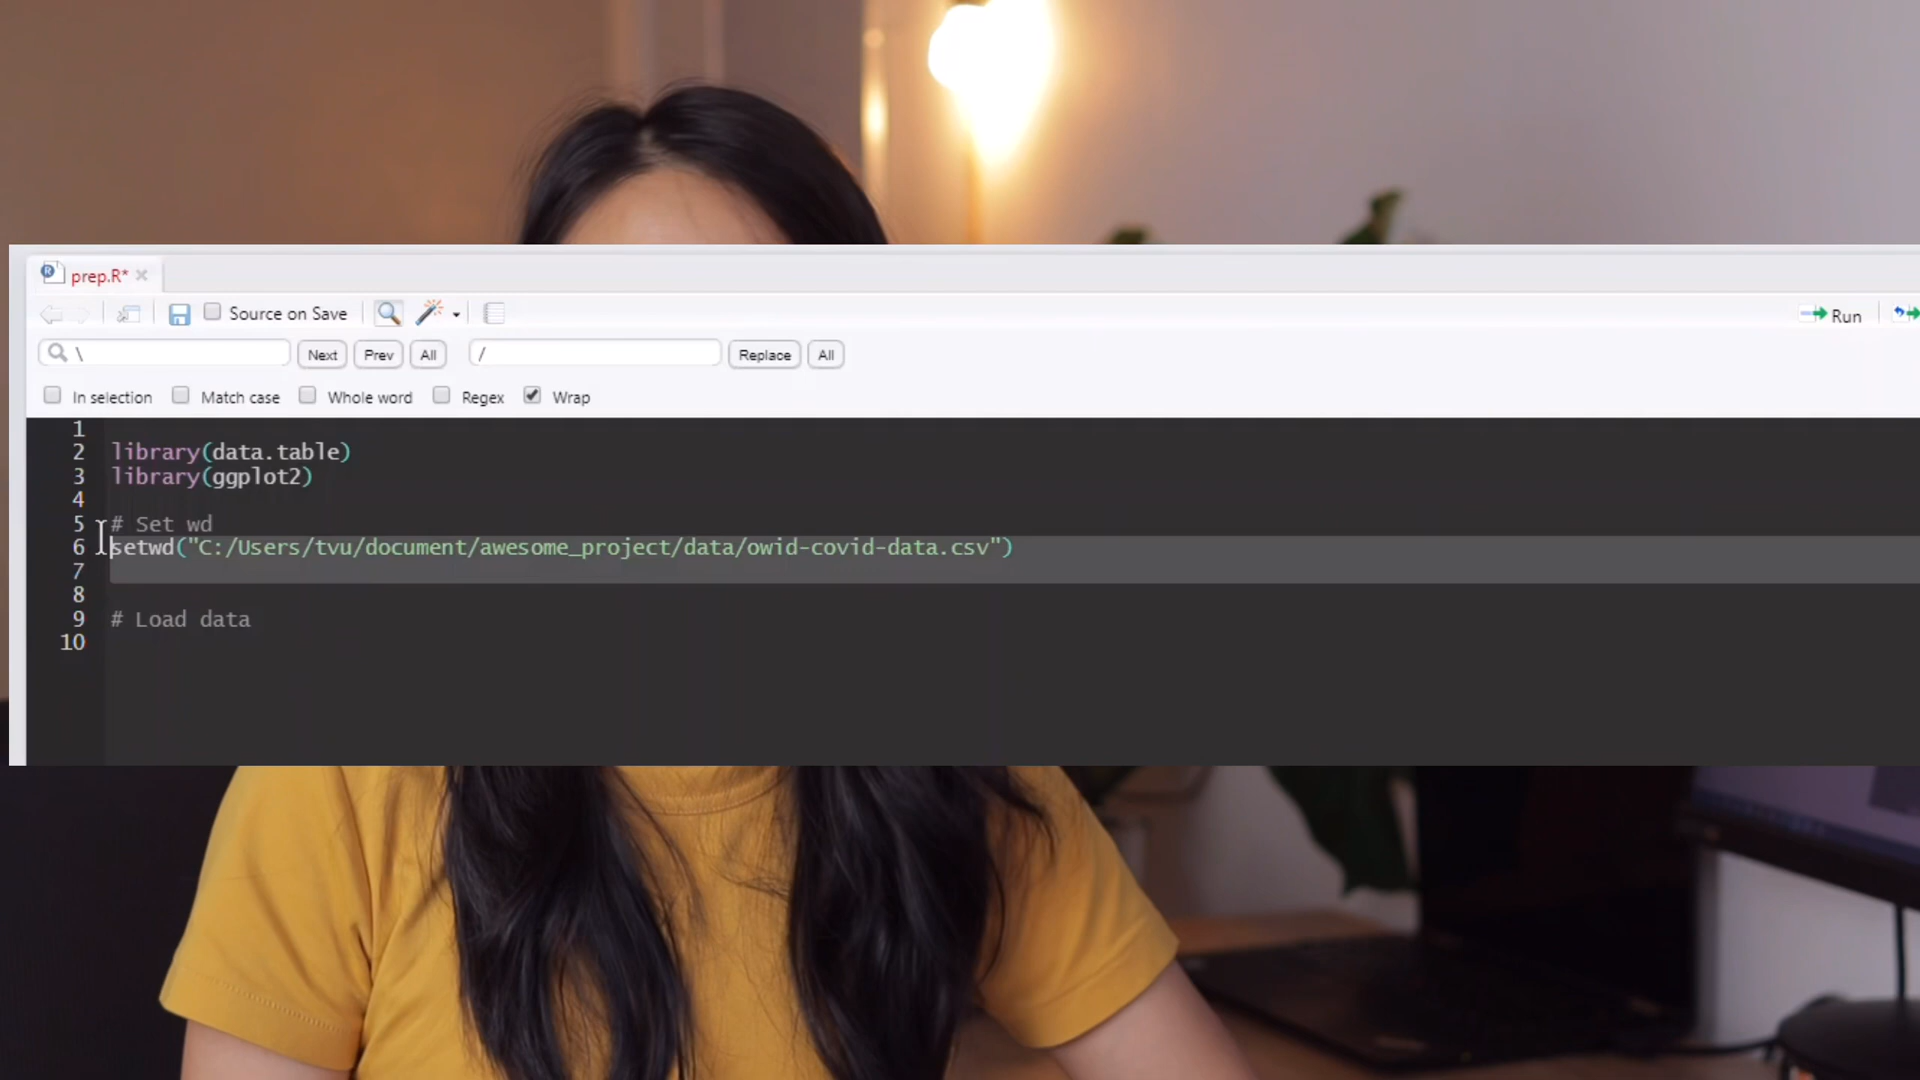 prep.R*
Source on Save
Run
\ Next Prev All / Replace All
In selection Match case Whole word Regex Wrap
1
2 library(data.table)
3 library(ggplot2)
4
5 # Set wd
6 setwd("C:/Users/tvu/document/awesome_project/data/owid-covid-data.csv")
7
8
9 # Load data
10